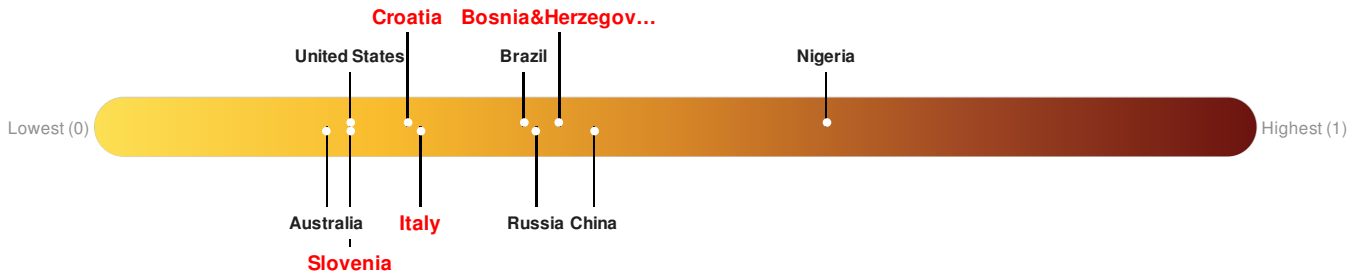 Croatia Bosnia&Herzegov…
United States Brazil Nigeria
Lowest (0) Highest (1)
Australia Italy Russia China
Slovenia